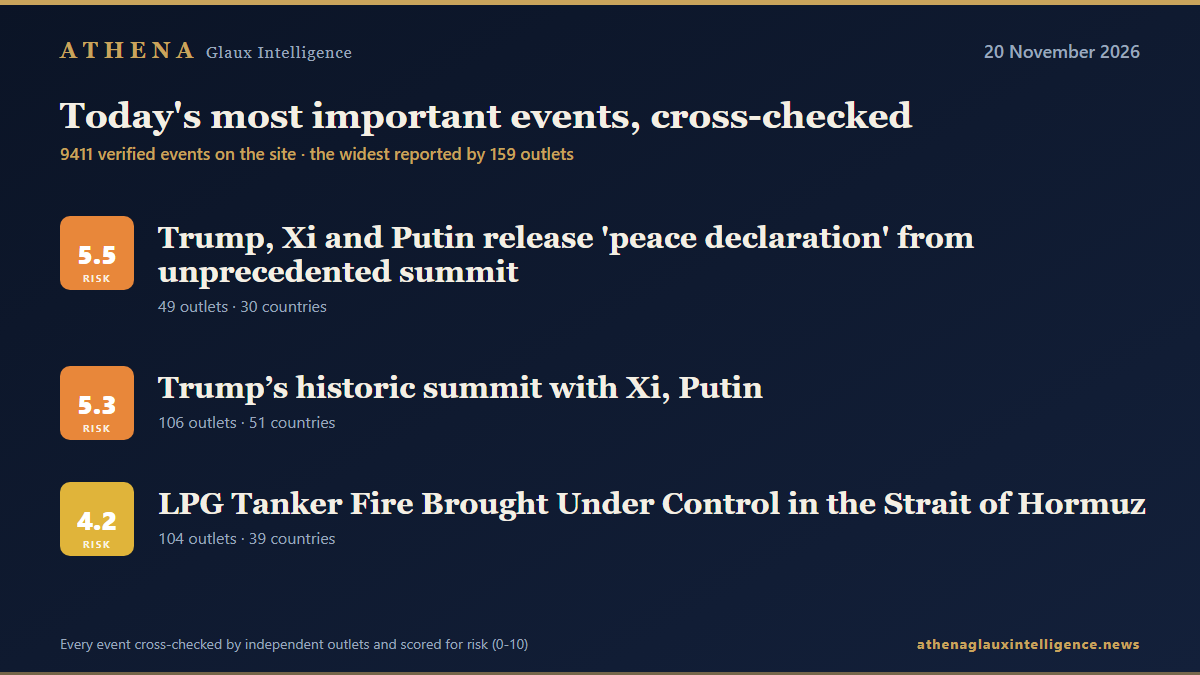 ATHENA Glaux Intelligence
20 November 2026
Today's most important events, cross-checked
9411 verified events on the site · the widest reported by 159 outlets
5.5
RISK
Trump, Xi and Putin release 'peace declaration' from
unprecedented summit
49 outlets · 30 countries
5.3
RISK
Trump’s historic summit with Xi, Putin
106 outlets · 51 countries
4.2
RISK
LPG Tanker Fire Brought Under Control in the Strait of Hormuz
104 outlets · 39 countries
Every event cross-checked by independent outlets and scored for risk (0-10)
athenaglauxintelligence.news